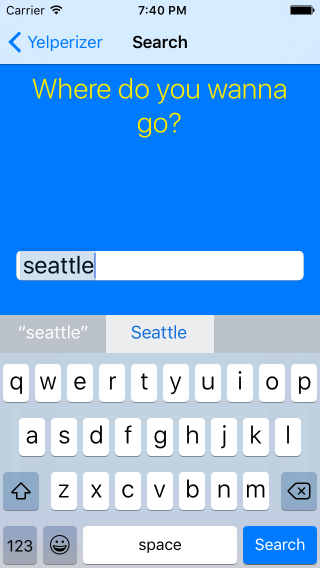 Carrier 7:40 PM
Yelperizer Search
Where do you wanna
go?
seattle
“seattle” Seattle
q w e r t y u i o p
a s d f g h j k l
z x c v b n m
123 space Search